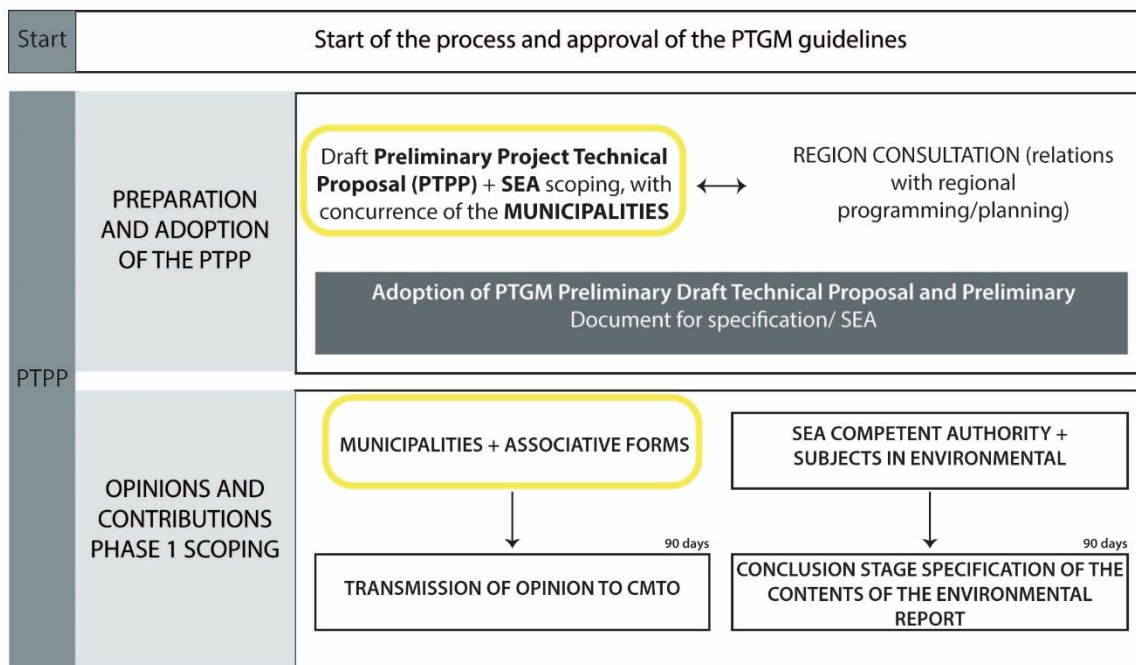 Start
Start of the process and approval of the PTGM guidelines
PTPP
PREPARATION
AND ADOPTION
OF THE PTPP
Draft Preliminary Project Technical
Proposal (PTPP) + SEA scoping, with
concurrence of the MUNICIPALITIES
REGION CONSULTATION (relations
with regional
programming/planning)
Adoption of PTGM Preliminary Draft Technical Proposal and Preliminary
Document for specification/ SEA
OPINIONS AND
CONTRIBUTIONS
PHASE 1 SCOPING
MUNICIPALITIES + ASSOCIATIVE FORMS
SEA COMPETENT AUTHORITY +
SUBJECTS IN ENVIRONMENTAL
90 days
TRANSMISSION OF OPINION TO CMTO
90 days
CONCLUSION STAGE SPECIFICATION OF THE
CONTENTS OF THE ENVIRONMENTAL
REPORT